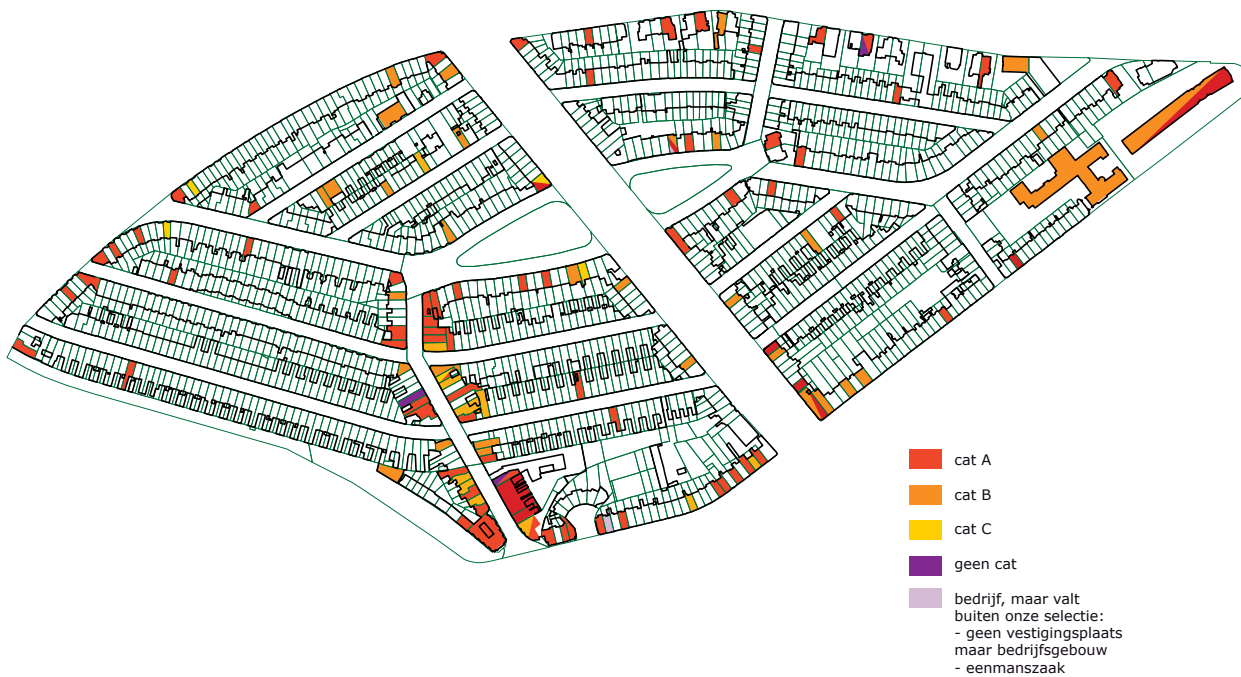 cat A
cat B
cat C
geen cat
bedrijf, maar valt
buiten onze selectie:
- geen vestigingsplaats
maar bedrijfsgebouw
- eenmanszaak